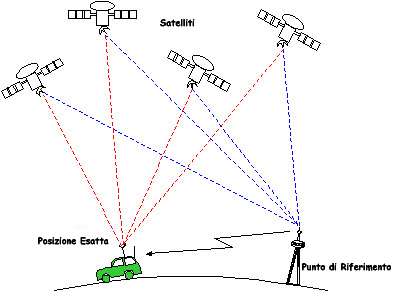 Satelliti
Posizione Esatta
Punto di Riferimento